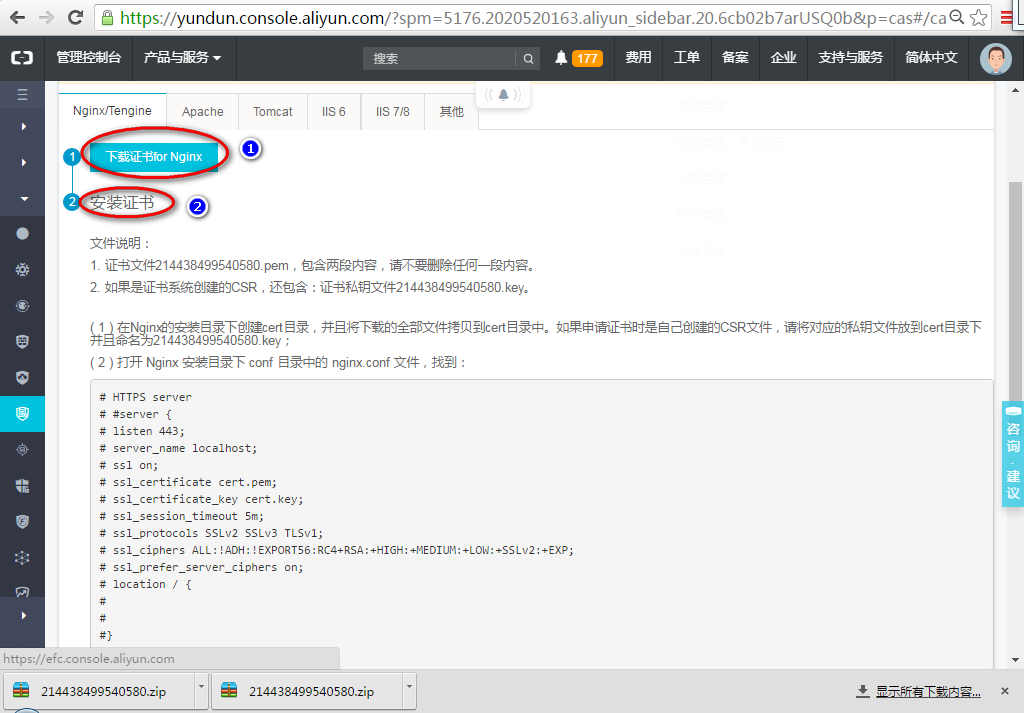 https://yundun.console.aliyun.com/?spm=5176.2020520163.aliyun_sidebar.20.6cb02b7arUSQ0b&p=cas#/ca
管理控制台 产品与服务 搜索 177 费用 工单 备案 企业 支持与服务 简体中文
Nginx/Tengine Apache Tomcat IIS 6 IIS 7/8 其他
1 下载证书for Nginx 1
2 安装证书 2
文件说明：
1. 证书文件214438499540580.pem，包含两段内容，请不要删除任何一段内容。
2. 如果是证书系统创建的CSR，还包含：证书私钥文件214438499540580.key。
( 1 ) 在Nginx的安装目录下创建cert目录，并且将下载的全部文件拷贝到cert目录中。如果申请证书时是自己创建的CSR文件，请将对应的私钥文件放到cert目录下
并且命名为214438499540580.key；
( 2 ) 打开 Nginx 安装目录下 conf 目录中的 nginx.conf 文件，找到：
# HTTPS server
# #server {
# listen 443;
# server_name localhost;
# ssl on;
# ssl_certificate cert.pem;
# ssl_certificate_key cert.key;
# ssl_session_timeout 5m;
# ssl_protocols SSLv2 SSLv3 TLSv1;
# ssl_ciphers ALL:!ADH:!EXPORT56:RC4+RSA:+HIGH:+MEDIUM:+LOW:+SSLv2:+EXP;
# ssl_prefer_server_ciphers on;
# location / {
#
#
#}
咨询·建议
https://efc.console.aliyun.com
214438499540580.zip 214438499540580.zip 显示所有下载内容...